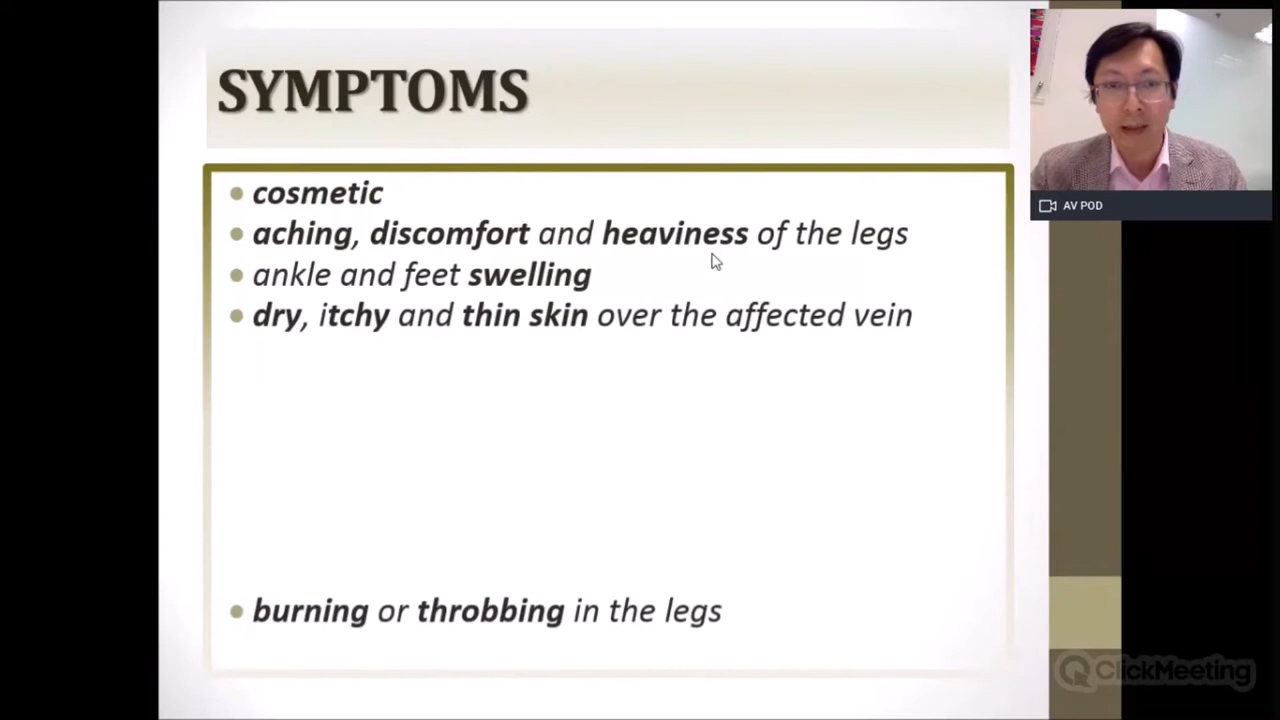 SYMPTOMS
cosmetic
aching, discomfort and heaviness of the legs
ankle and feet swelling
dry, itchy and thin skin over the affected vein
burning or throbbing in the legs
AV POD
ClickMeeting